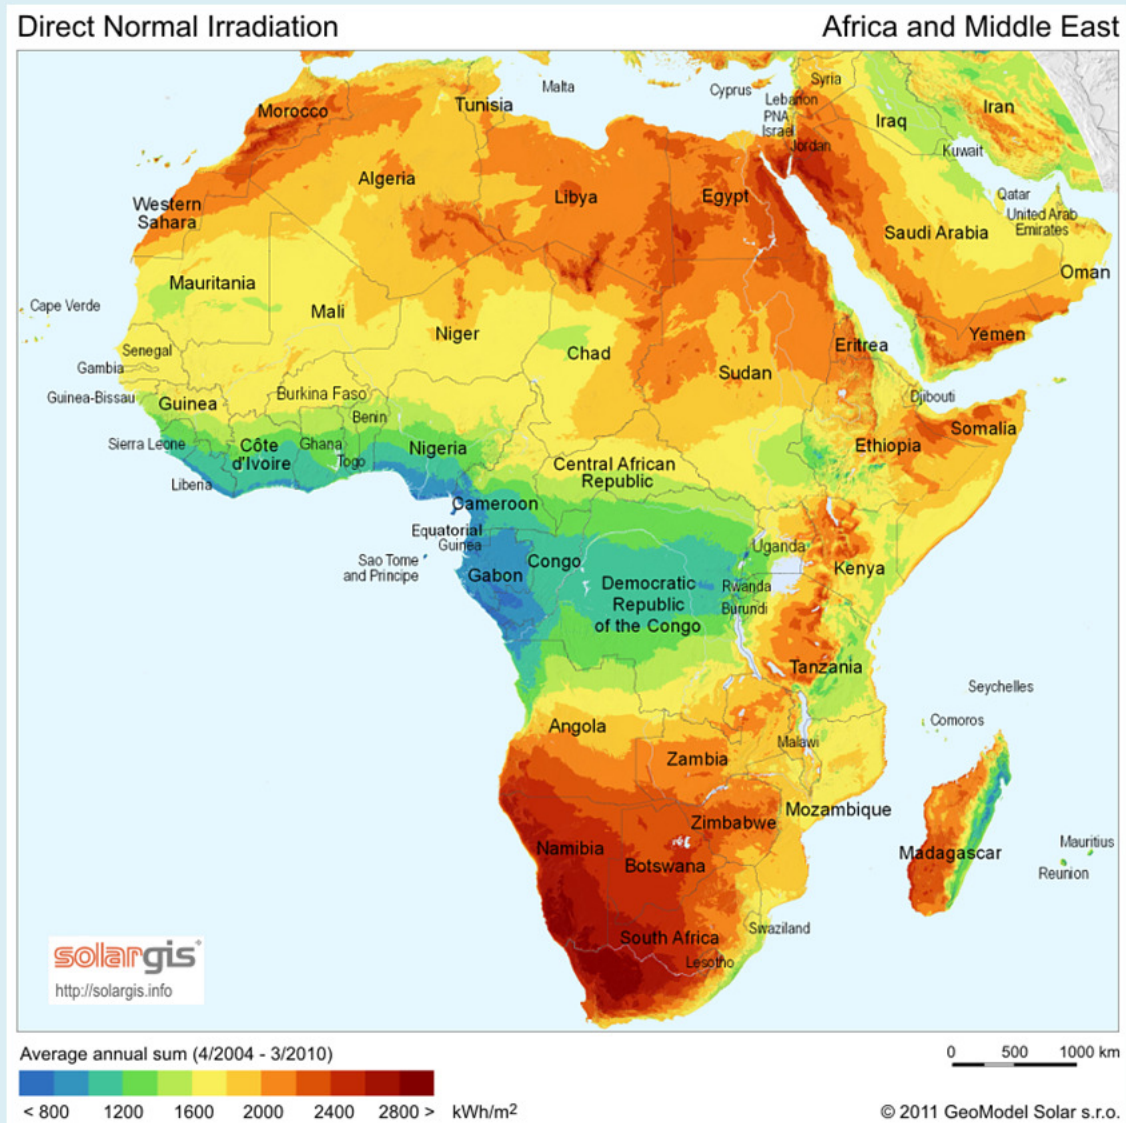 Direct Normal Irradiation
Africa and Middle East
Morocco
Tunisia
Malta
Cyprus
Syria
Lebanon
PNA
Israel
Jordan
Iraq
Iran
Kuwait
Algeria
Libya
Egypt
Qatar
United Arab
Emirates
Western
Sahara
Saudi Arabia
Oman
Mauritania
Cape Verde
Mali
Niger
Chad
Sudan
Eritrea
Yemen
Senegal
Gambia
Guinea-Bissau
Guinea
Burkina Faso
Benin
Djibouti
Sierra Leone
Côte
d'Ivoire
Ghana
Togo
Nigeria
Ethiopia
Somalia
Liberia
Central African
Republic
Cameroon
Equatorial
Guinea
Sao Tome
and Principe
Gabon
Congo
Democratic
Republic
of the Congo
Uganda
Kenya
Rwanda
Burundi
Tanzania
Seychelles
Comoros
Angola
Zambia
Malawi
Mozambique
Zimbabwe
Namibia
Botswana
Madagascar
Mauritius
Reunion
Swaziland
South Africa
Lesotho
solargis
http://solargis.info
Average annual sum (4/2004 - 3/2010)
0 500 1000 km
< 800 1200 1600 2000 2400 2800 > kWh/m²
© 2011 GeoModel Solar s.r.o.